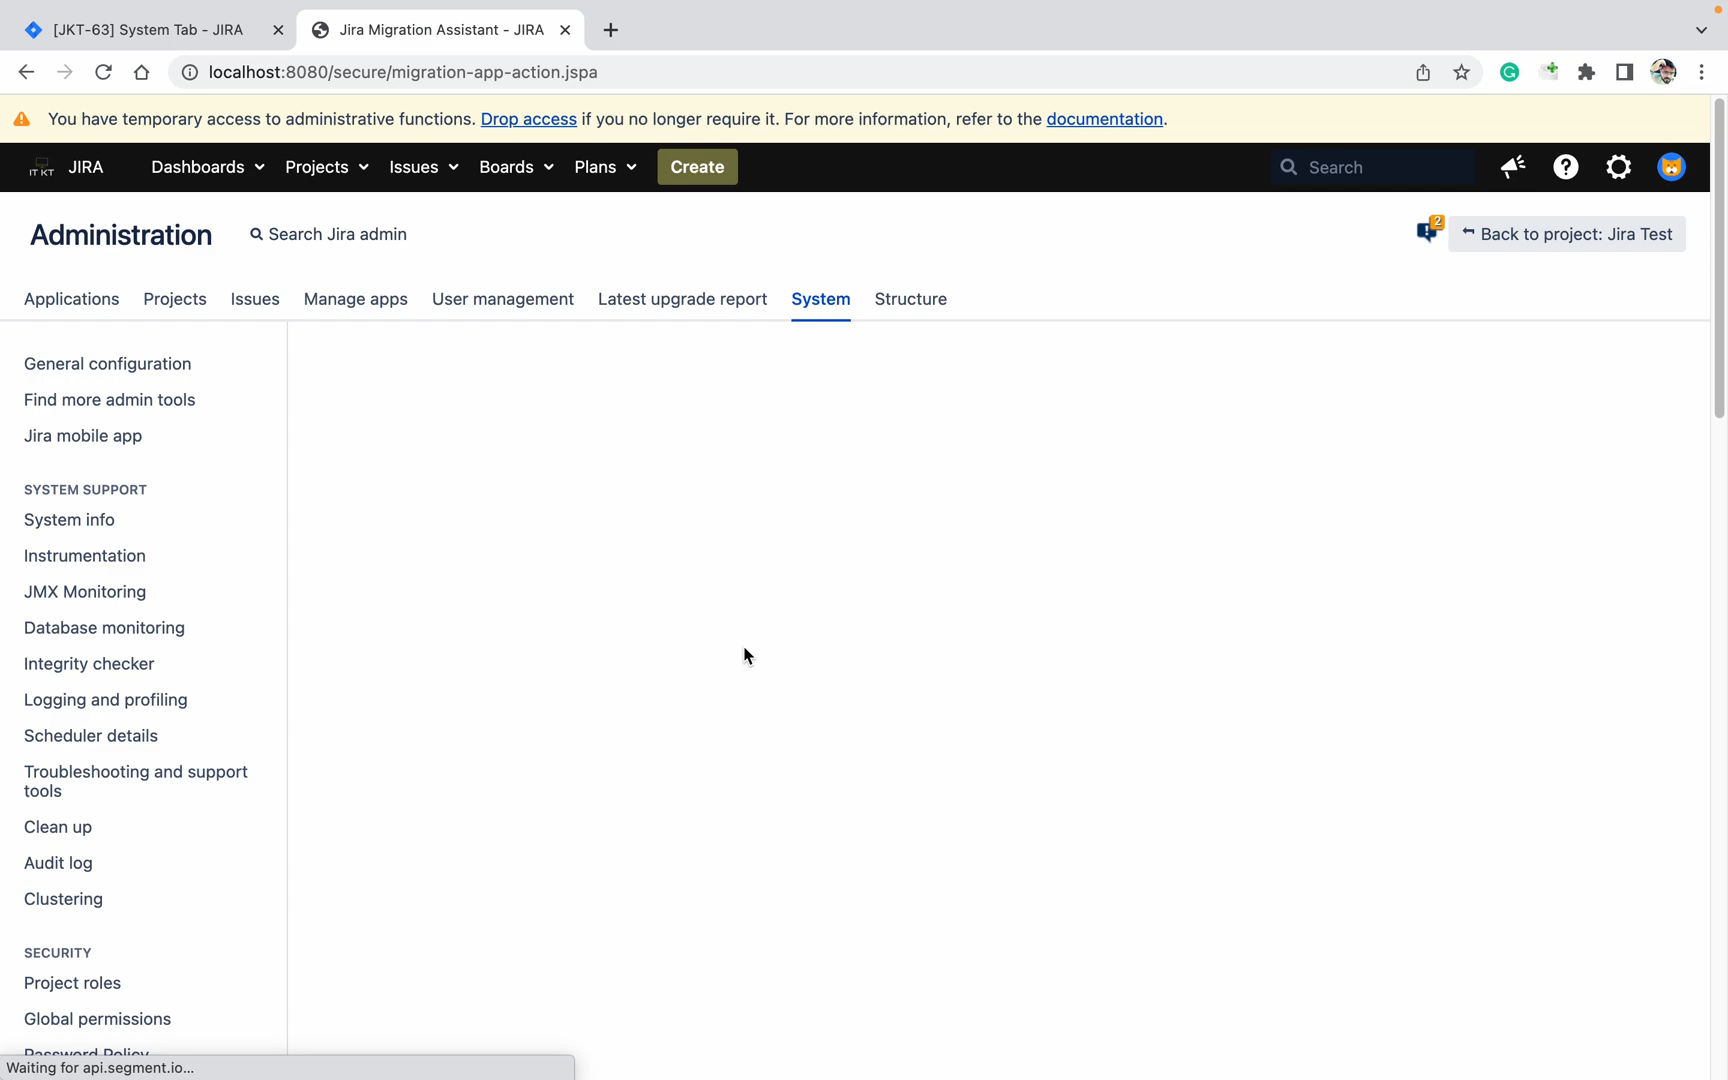 [JKT-63] System Tab - JIRA
Jira Migration Assistant - JIRA
localhost:8080/secure/migration-app-action.jspa
You have temporary access to administrative functions. Drop access if you no longer require it. For more information, refer to the documentation.
IT KT JIRA Dashboards Projects Issues Boards Plans Create Search
Administration Search Jira admin 2 Back to project: Jira Test
Applications Projects Issues Manage apps User management Latest upgrade report System Structure
General configuration
Find more admin tools
Jira mobile app
SYSTEM SUPPORT
System info
Instrumentation
JMX Monitoring
Database monitoring
Integrity checker
Logging and profiling
Scheduler details
Troubleshooting and support
tools
Clean up
Audit log
Clustering
SECURITY
Project roles
Global permissions
Password Policy
Waiting for api.segment.io...